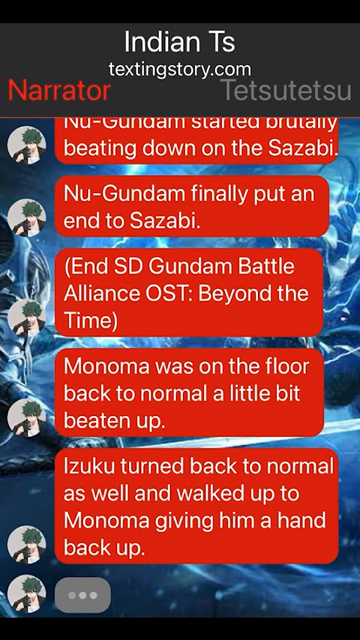 Indian Ts
textingstory.com
Narrator
Tetsutetsu
Nu-Gundam started brutally
beating down on the Sazabi.
Nu-Gundam finally put an
end to Sazabi.
(End SD Gundam Battle
Alliance OST: Beyond the
Time)
Monoma was on the floor
back to normal a little bit
beaten up.
Izuku turned back to normal
as well and walked up to
Monoma giving him a hand
back up.